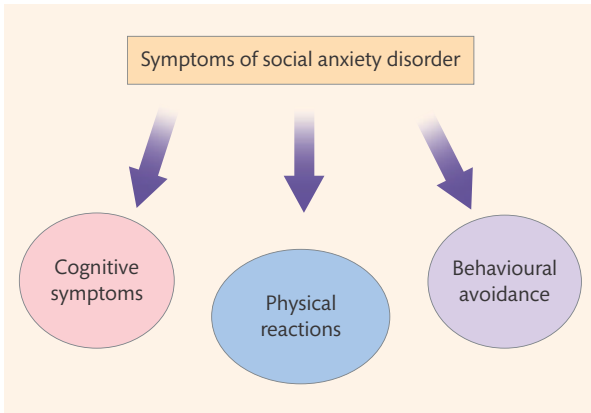 Symptoms of social anxiety disorder
Cognitive
symptoms
Physical
reactions
Behavioural
avoidance